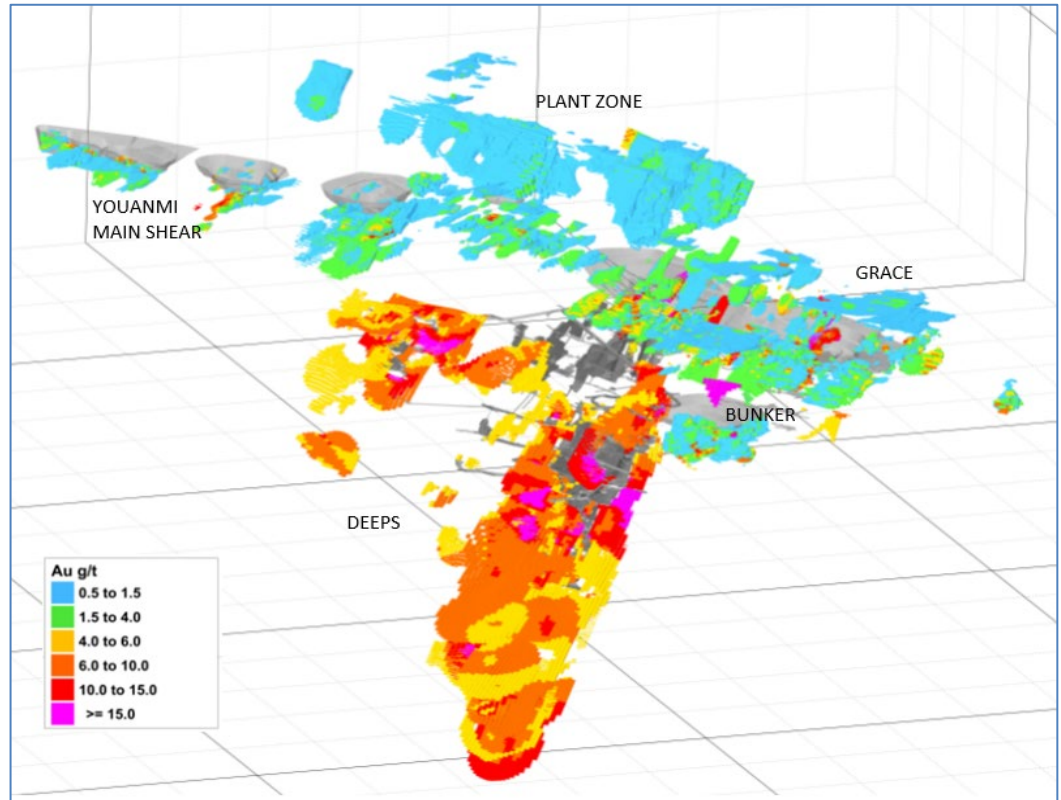 PLANT ZONE
YOUANMI
MAIN SHEAR
GRACE
BUNKER
DEEPS
Au g/t
0.5 to 1.5
1.5 to 4.0
4.0 to 6.0
6.0 to 10.0
10.0 to 15.0
>= 15.0